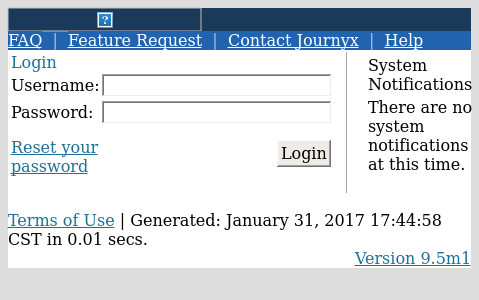 FAQ | Feature Request | Contact Journyx | Help
Login
Username:
Password:
Reset your
password
Login
System
Notifications
There are no
system
notifications
at this time.
Terms of Use | Generated: January 31, 2017 17:44:58
CST in 0.01 secs.
Version 9.5m1